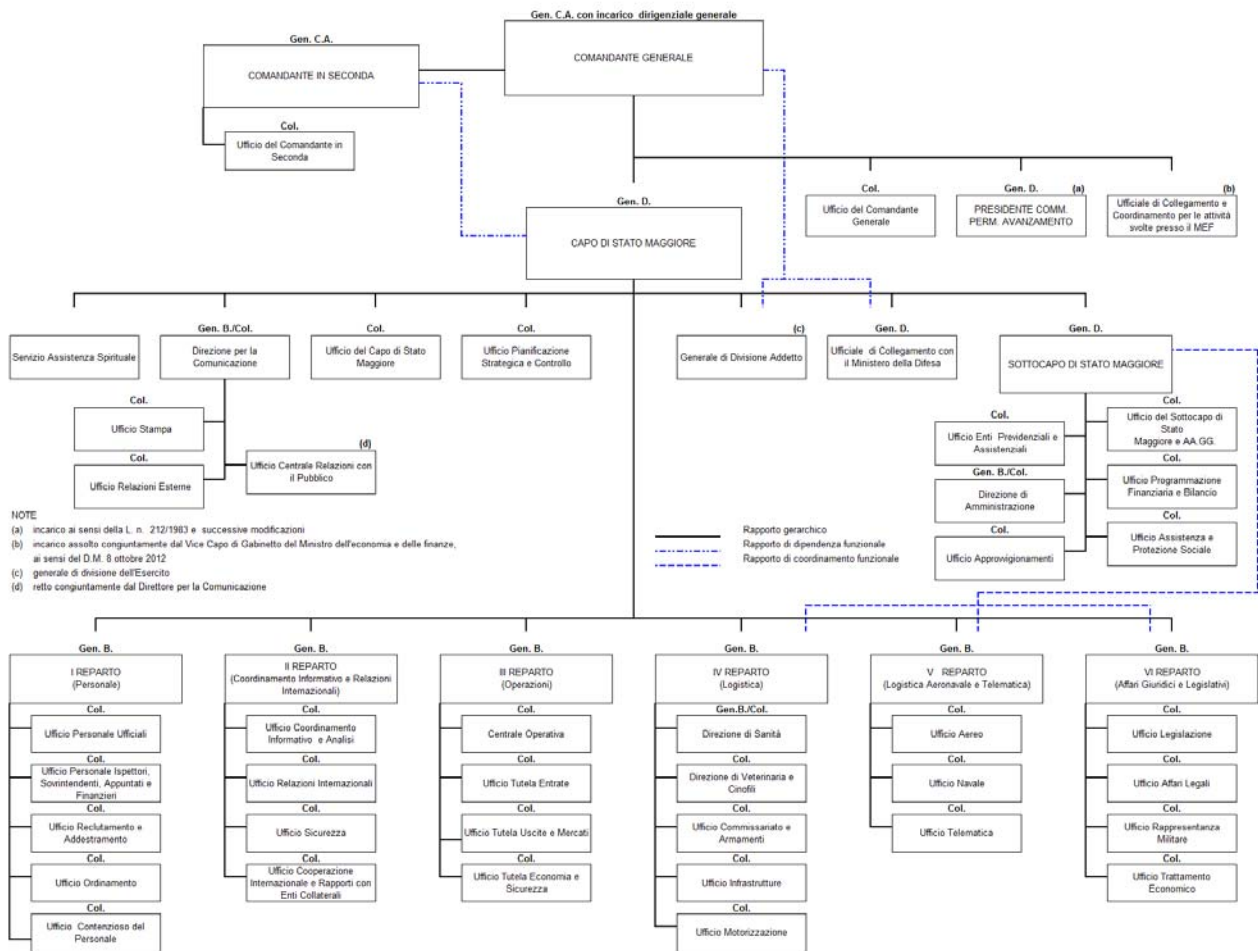 Gen. C.A. con incarico dirigenziale generale
COMANDANTE GENERALE
Gen. C.A.
COMANDANTE IN SECONDA
Col.
Ufficio del Comandante in
Seconda
Col.
Ufficio del Comandante
Generale
Gen. D.
(a)
PRESIDENTE COMM.
PERM. AVANZAMENTO
(b)
Ufficiale di Collegamento e
Coordinamento per le attività
svolte presso il MEF
Gen. D.
CAPO DI STATO MAGGIORE
Servizio Assistenza Spirituale
Gen. B./Col.
Direzione per la
Comunicazione
Col.
Ufficio del Capo di Stato
Maggiore
Col.
Ufficio Pianificazione
Strategica e Controllo
(c)
Generale di Divisione Addetto
Gen. D.
Ufficiale di Collegamento con
il Ministero della Difesa
Gen. D.
SOTTOCAPO DI STATO MAGGIORE
Col.
Ufficio Stampa
Col.
Ufficio Relazioni Esterne
(d)
Ufficio Centrale Relazioni con
il Pubblico
Col.
Ufficio Enti Previdenziali e
Assistenziali
Gen. B./Col.
Direzione di
Amministrazione
Col.
Ufficio Approvvigionamenti
Col.
Ufficio del Sottocapo di
Stato
Maggiore e AA.GG.
Col.
Ufficio Programmazione
Finanziaria e Bilancio
Col.
Ufficio Assistenza e
Protezione Sociale
NOTE
(a) incarico ai sensi della L. n. 212/1983 e successive modificazioni
(b) incarico assolto congiuntamente dal Vice Capo di Gabinetto del Ministro dell'economia e delle finanze,
ai sensi del D.M. 8 ottobre 2012
(c) generale di divisione dell'Esercito
(d) retto congiuntamente dal Direttore per la Comunicazione
Rapporto gerarchico
Rapporto di dipendenza funzionale
Rapporto di coordinamento funzionale
Gen. B.
I REPARTO
(Personale)
Col.
Ufficio Personale Ufficiali
Col.
Ufficio Personale Ispettori,
Sovrintendenti, Appuntati e
Finanzieri
Col.
Ufficio Reclutamento e
Addestramento
Col.
Ufficio Ordinamento
Col.
Ufficio Contenzioso del
Personale
Gen. B.
II REPARTO
(Coordinamento Informativo e Relazioni
Internazionali)
Col.
Ufficio Coordinamento
Informativo e Analisi
Col.
Ufficio Relazioni Internazionali
Col.
Ufficio Sicurezza
Col.
Ufficio Cooperazione
Internazionale e Rapporti con
Enti Collaterali
Gen. B.
III REPARTO
(Operazioni)
Col.
Centrale Operativa
Col.
Ufficio Tutela Entrate
Col.
Ufficio Tutela Uscite e Mercati
Col.
Ufficio Tutela Economia e
Sicurezza
Gen. B.
IV REPARTO
(Logistica)
Gen.B./Col.
Direzione di Sanità
Col.
Direzione di Veterinaria e
Cinofili
Col.
Ufficio Commissariato e
Armamenti
Col.
Ufficio Infrastrutture
Col.
Ufficio Motorizzazione
Gen. B.
V REPARTO
(Logistica Aeronavale e Telematica)
Col.
Ufficio Aereo
Col.
Ufficio Navale
Col.
Ufficio Telematica
Gen. B.
VI REPARTO
(Affari Giuridici e Legislativi)
Col.
Ufficio Legislazione
Col.
Ufficio Affari Legali
Col.
Ufficio Rappresentanza
Militare
Col.
Ufficio Trattamento
Economico